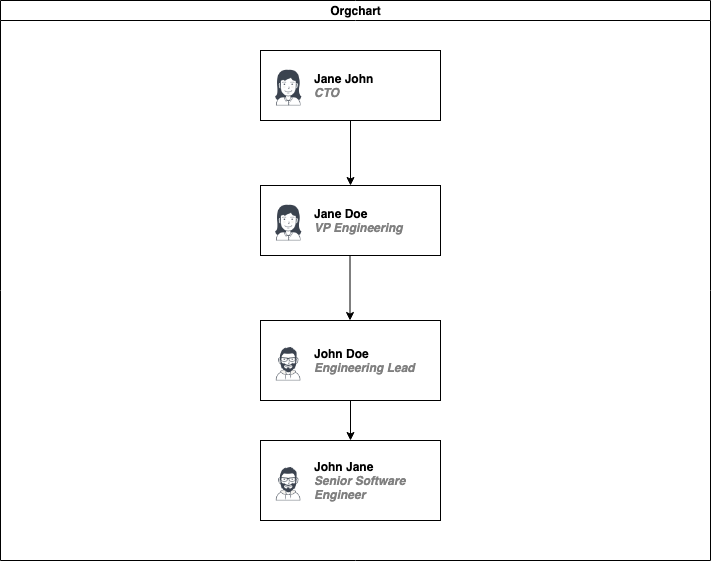 Orgchart
Jane John
CTO
Jane Doe
VP Engineering
John Doe
Engineering Lead
John Jane
Senior Software
Engineer